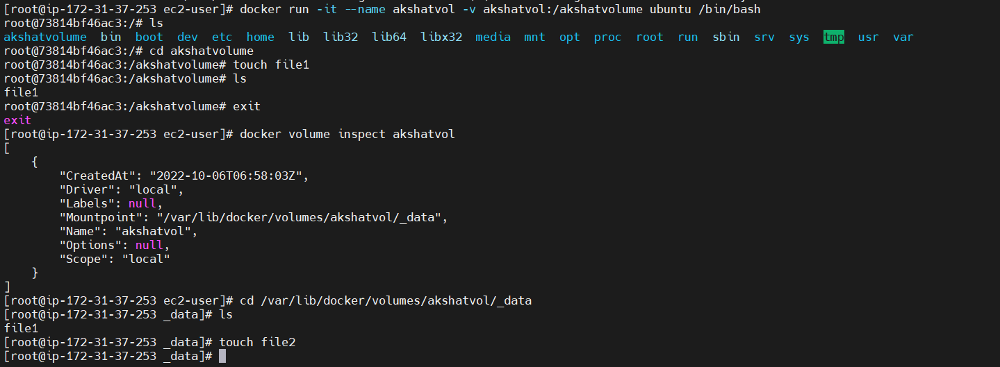 [root@ip-172-31-37-253 ec2-user]# docker run -it --name akshatvol -v akshatvol:/akshatvolume ubuntu /bin/bash
root@73814bf46ac3:/# ls
akshatvolume  bin  boot  dev  etc  home  lib  lib32  lib64  libx32  media  mnt  opt  proc  root  run  sbin  srv  sys  tmp  usr  var
root@73814bf46ac3:/# cd akshatvolume
root@73814bf46ac3:/akshatvolume# touch file1
root@73814bf46ac3:/akshatvolume# ls
file1
root@73814bf46ac3:/akshatvolume# exit
exit
[root@ip-172-31-37-253 ec2-user]# docker volume inspect akshatvol
[
    {
        "CreatedAt": "2022-10-06T06:58:03Z",
        "Driver": "local",
        "Labels": null,
        "Mountpoint": "/var/lib/docker/volumes/akshatvol/_data",
        "Name": "akshatvol",
        "Options": null,
        "Scope": "local"
    }
]
[root@ip-172-31-37-253 ec2-user]# cd /var/lib/docker/volumes/akshatvol/_data
[root@ip-172-31-37-253 _data]# ls
file1
[root@ip-172-31-37-253 _data]# touch file2
[root@ip-172-31-37-253 _data]#